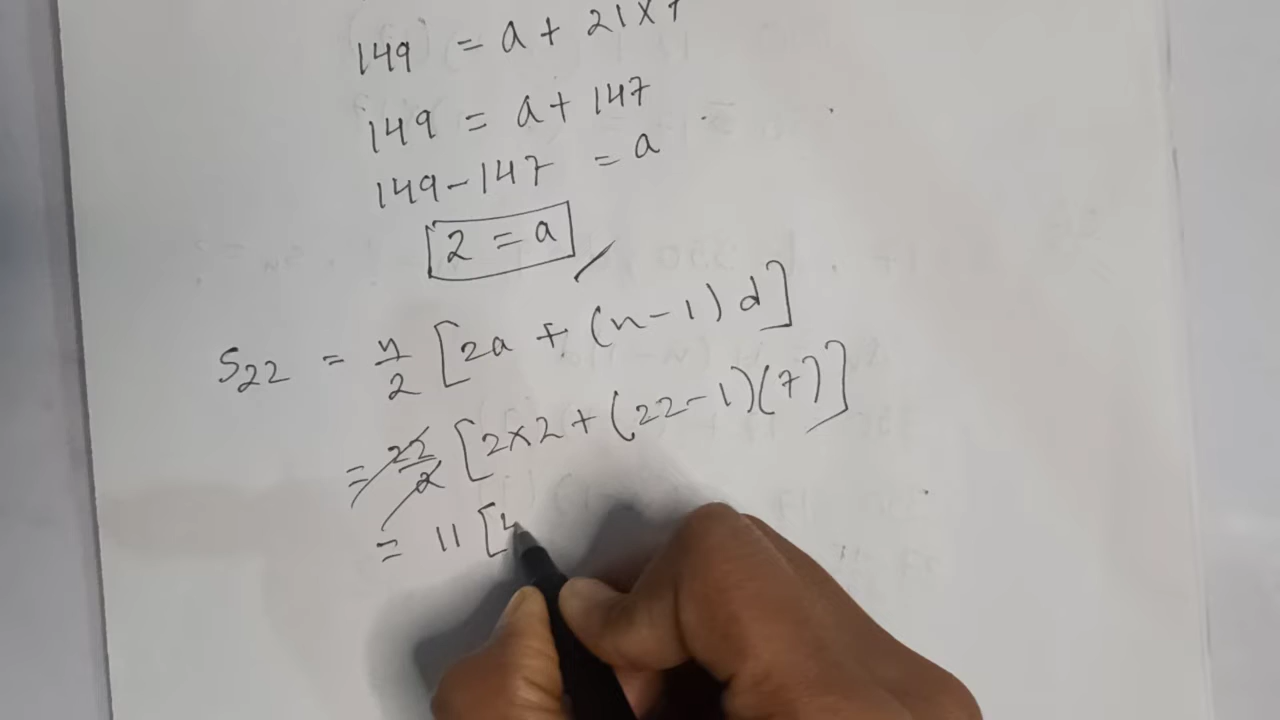 149 = a + 21 x 7
149 = a + 147
149 - 147 = a
2 = a
S22 = n/2 [2a + (n - 1) d]
= 22/2 [2 x 2 + (22 - 1)(7)]
= 11 [4